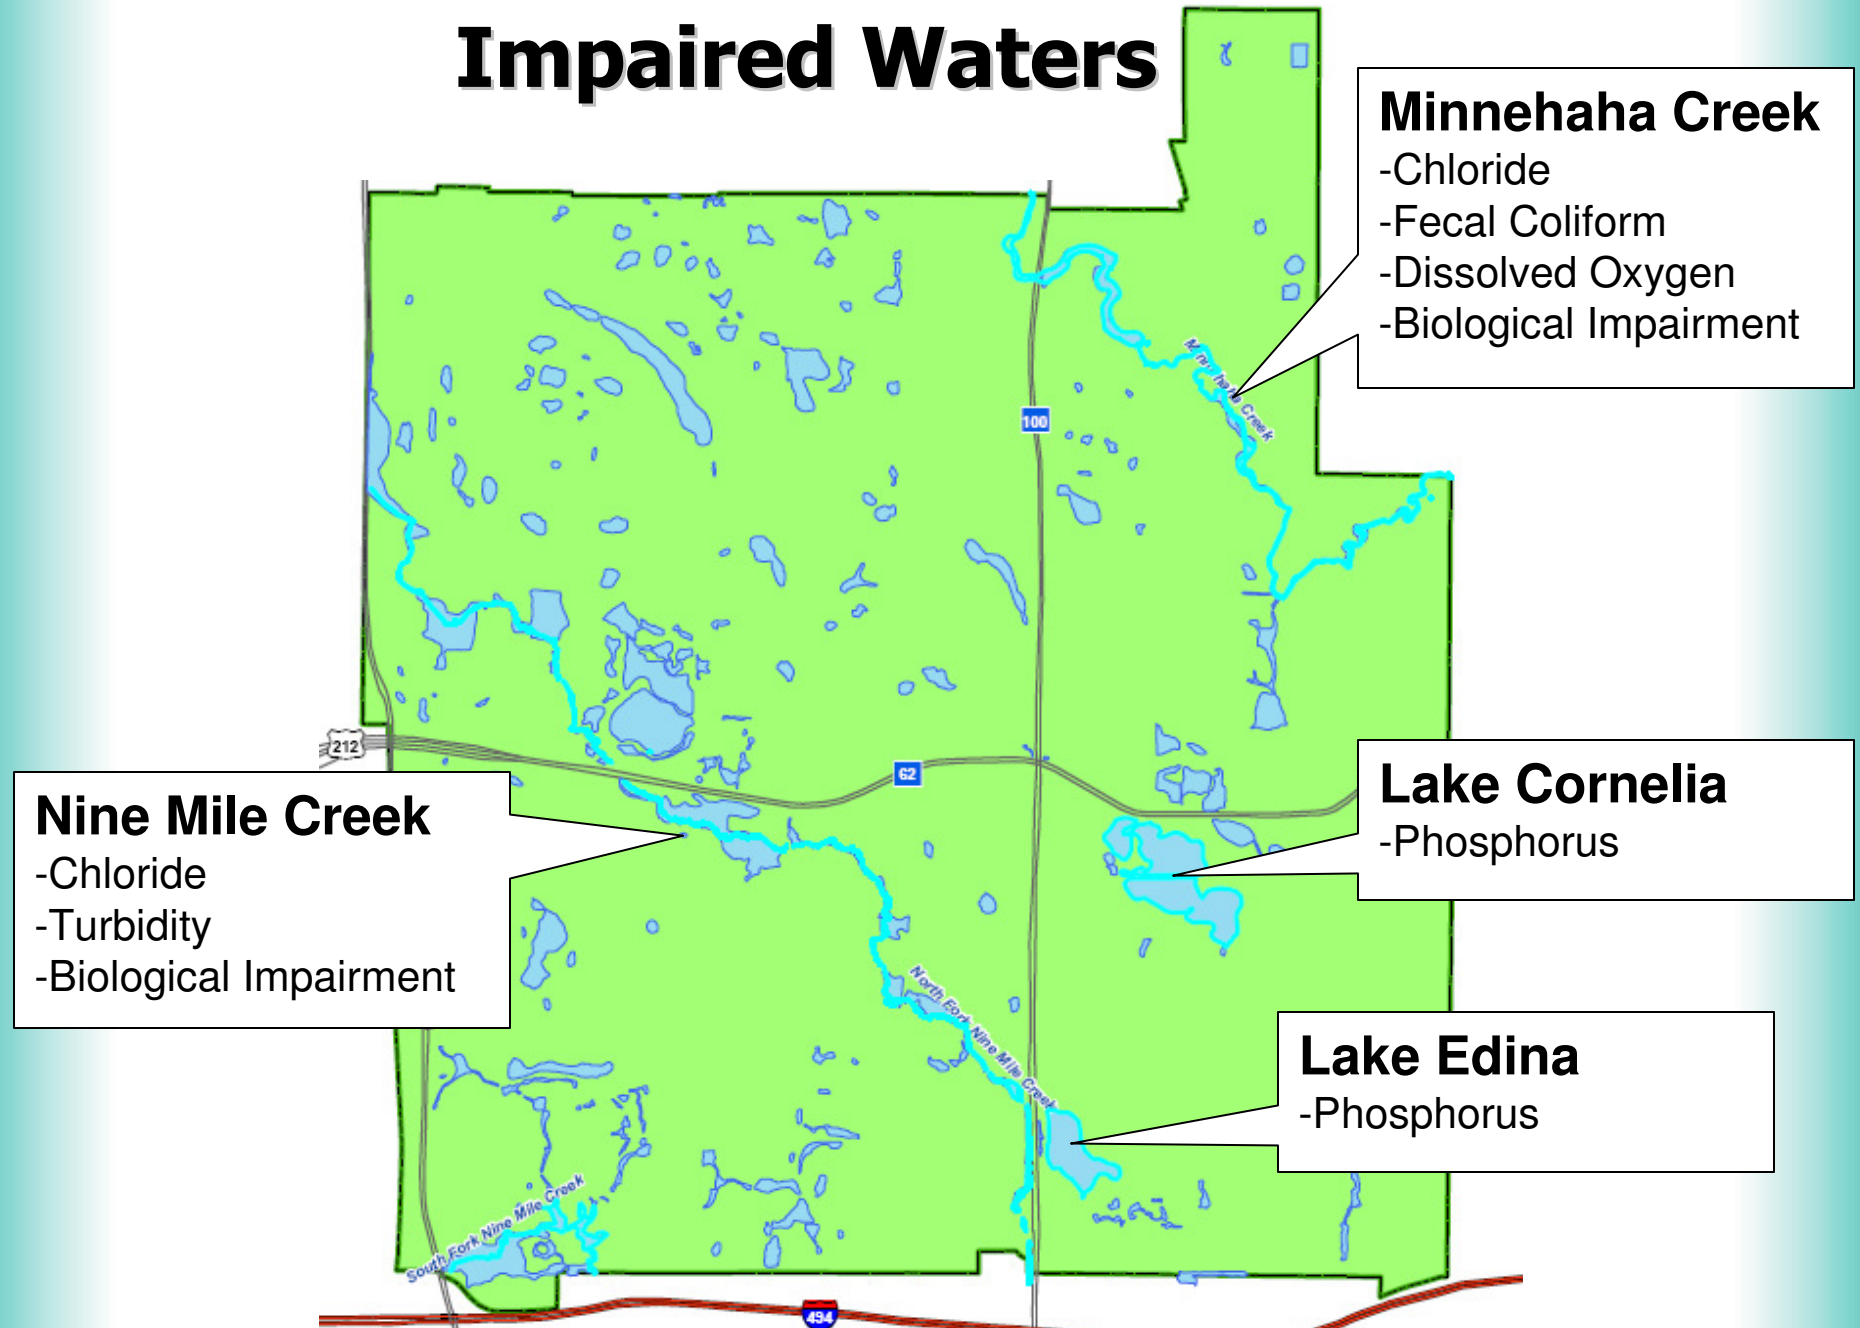 Impaired Waters
Minnehaha Creek
-Chloride
-Fecal Coliform
-Dissolved Oxygen
-Biological Impairment
Minnehaha Creek
100
212
62
Nine Mile Creek
-Chloride
-Turbidity
-Biological Impairment
Lake Cornelia
-Phosphorus
North Fork Nine Mile Creek
Lake Edina
-Phosphorus
South Fork Nine Mile Creek
494